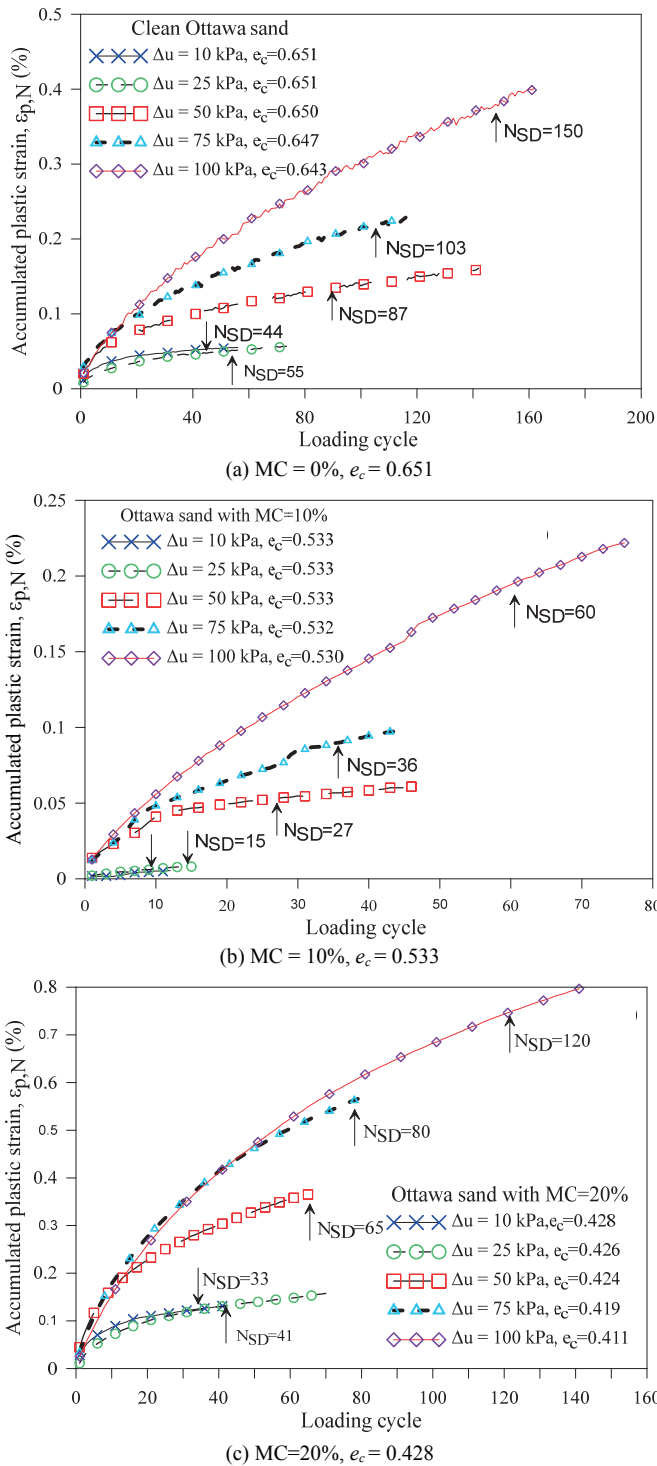 Accumulated plastic strain, εp,N (%)
0.5
0.4
0.3
0.2
0.1
0
Clean Ottawa sand
Δu = 10 kPa, ec=0.651
Δu = 25 kPa, ec=0.651
Δu = 50 kPa, ec=0.650
Δu = 75 kPa, ec=0.647
Δu = 100 kPa, ec=0.643
NSD=150
NSD=103
NSD=87
NSD=44
NSD=55
0 40 80 120 160 200
Loading cycle
(a) MC = 0%, ec = 0.651
Accumulated plastic strain, εp,N (%)
0.25
0.2
0.15
0.1
0.05
0
Ottawa sand with MC=10%
Δu = 10 kPa, ec=0.533
Δu = 25 kPa, ec=0.533
Δu = 50 kPa, ec=0.533
Δu = 75 kPa, ec=0.532
Δu = 100 kPa, ec=0.530
NSD=60
NSD=36
NSD=27
NSD=15
0 10 20 30 40 50 60 70 80
Loading cycle
(b) MC = 10%, ec = 0.533
Accumulated plastic strain, εp,N (%)
0.8
0.7
0.6
0.5
0.4
0.3
0.2
0.1
0
NSD=120
NSD=80
NSD=65
NSD=33
NSD=41
Ottawa sand with MC=20%
Δu = 10 kPa,ec=0.428
Δu = 25 kPa, ec=0.426
Δu = 50 kPa, ec=0.424
Δu = 75 kPa, ec=0.419
Δu = 100 kPa, ec=0.411
0 20 40 60 80 100 120 140 160
Loading cycle
(c) MC=20%, ec = 0.428